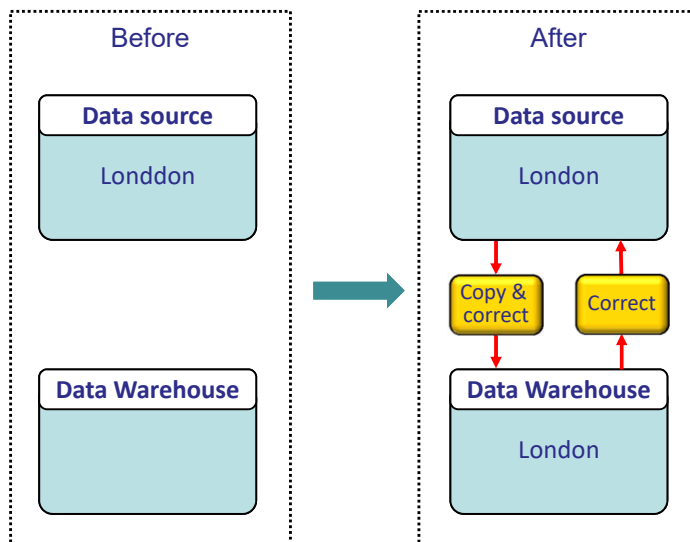 Before
Data source
Londdon
Data Warehouse
After
Data source
London
Copy &
correct
Correct
Data Warehouse
London